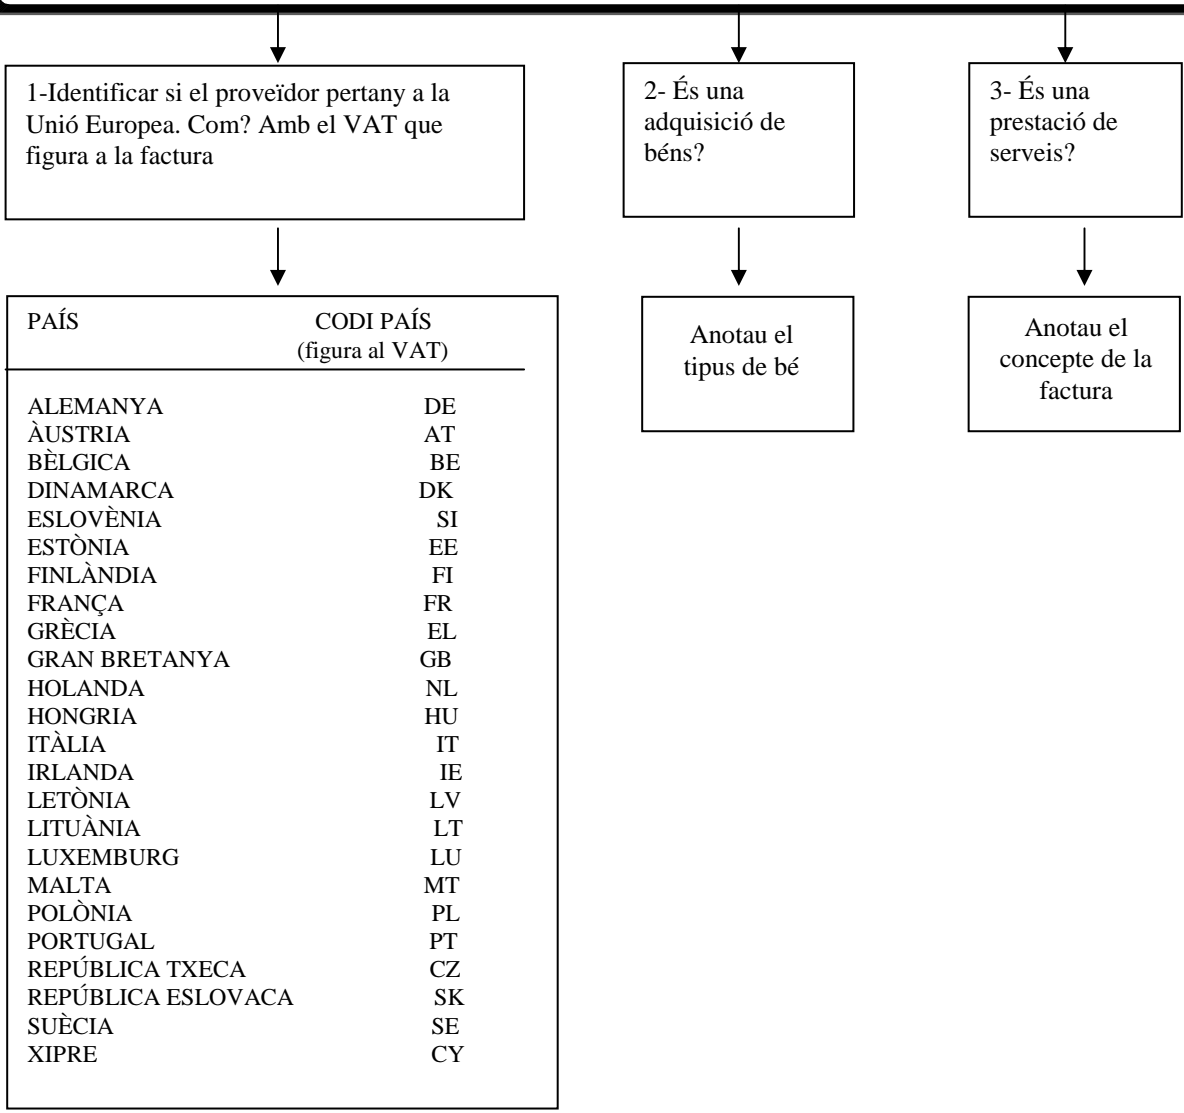 1-Identificar si el proveïdor pertany a la
Unió Europea. Com? Amb el VAT que
figura a la factura
2- És una
adquisició de
béns?
3- És una
prestació de
serveis?
PAÍS CODI PAÍS
(figura al VAT)
ALEMANYA DE
ÀUSTRIA AT
BÈLGICA BE
DINAMARCA DK
ESLOVÈNIA SI
ESTÒNIA EE
FINLÀNDIA FI
FRANÇA FR
GRÈCIA EL
GRAN BRETANYA GB
HOLANDA NL
HONGRIA HU
ITÀLIA IT
IRLANDA IE
LETÒNIA LV
LITUÀNIA LT
LUXEMBURG LU
MALTA MT
POLÒNIA PL
PORTUGAL PT
REPÚBLICA TXECA CZ
REPÚBLICA ESLOVACA SK
SUÈCIA SE
XIPRE CY
Anotau el
tipus de bé
Anotau el
concepte de la
factura